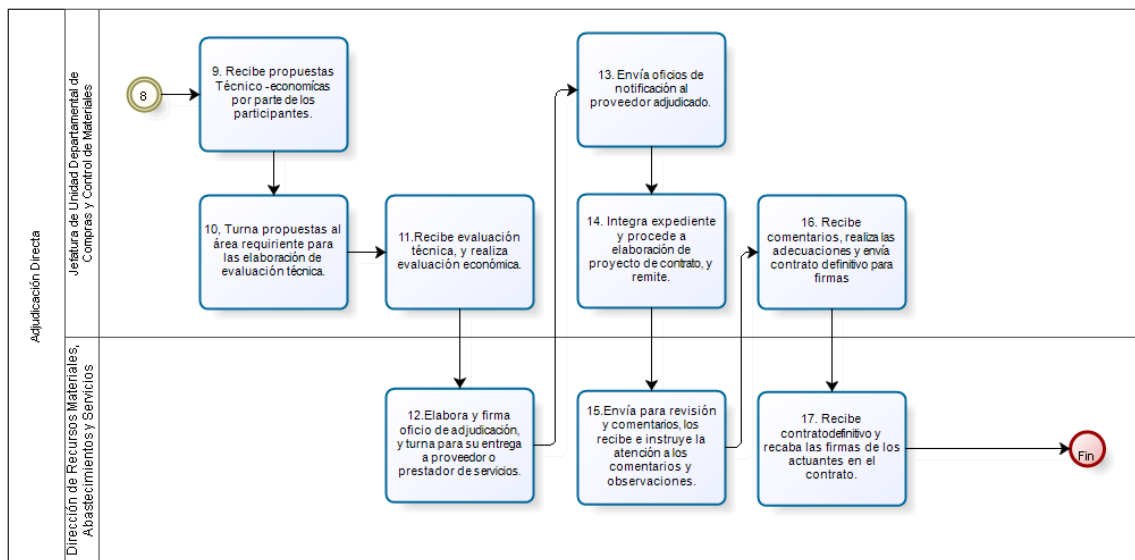 Adjudicación Directa
Jefatura de Unidad Departamental de
Compras y Control de Materiales
8
9. Recibe propuestas
Técnico -economícas
por parte de los
participantes.
10, Turna propuestas al
área requiriente para
las elaboración de
evaluación técnica.
11.Recibe evaluación
técnica, y realiza
evaluación económica.
13. Envía oficios de
notificación al
proveedor adjudicado.
14. Integra expediente
y procede a
elaboración de
proyecto de contrato, y
remite.
16. Recibe
comentarios, realiza las
adecuaciones y envía
contrato definitivo para
firmas
Dirección de Recursos Materiales,
Abastecimientos y Servicios
12.Elabora y firma
oficio de adjudicación,
y turna para su entrega
a proveedor o
prestador de servicios.
15.Envía para revisión
y comentarios, los
recibe e instruye la
atención a los
comentarios y
observaciones.
17. Recibe
contratodefinitivo y
recaba las firmas de los
actuantes en el
contrato.
Fin